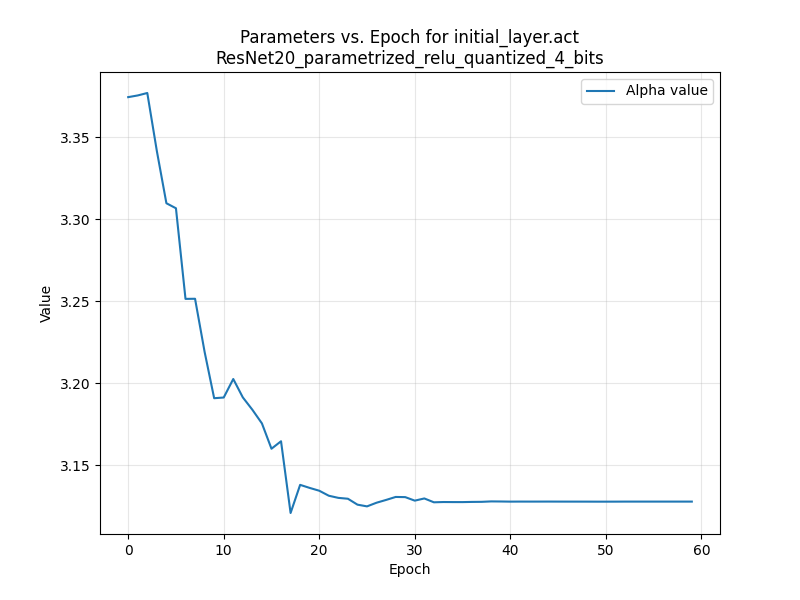 Parameters vs. Epoch for initial_layer.act
ResNet20_parametrized_relu_quantized_4_bits
Alpha value
3.35
3.30
3.25
3.20
3.15
Value
0 10 20 30 40 50 60
Epoch